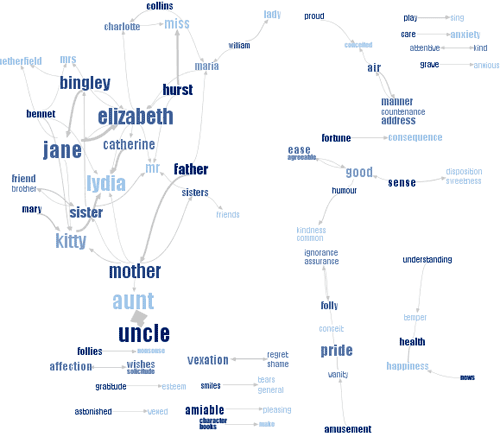 collins
lady
charlotte
miss
proud
play
sing
care
anxiety
william
conceited
attentive
kind
netherfield
mrs
maria
air
grave
anxious
bingley
hurst
manner
bennet
elizabeth
countenance
address
jane
catherine
fortune
consequence
ease
agreeable
mr
father
good
disposition
friend
lydia
sense
sweetness
brother
sisters
humour
mary
sister
friends
kindness
common
kitty
ignorance
assurance
understanding
mother
aunt
folly
temper
uncle
conceit
health
follies
nonsense
pride
affection
wishes
solicitude
vexation
regret
shame
happiness
vanity
news
gratitude
esteem
smiles
tears
general
astonished
vexed
amiable
pleasing
character
books
make
amusement